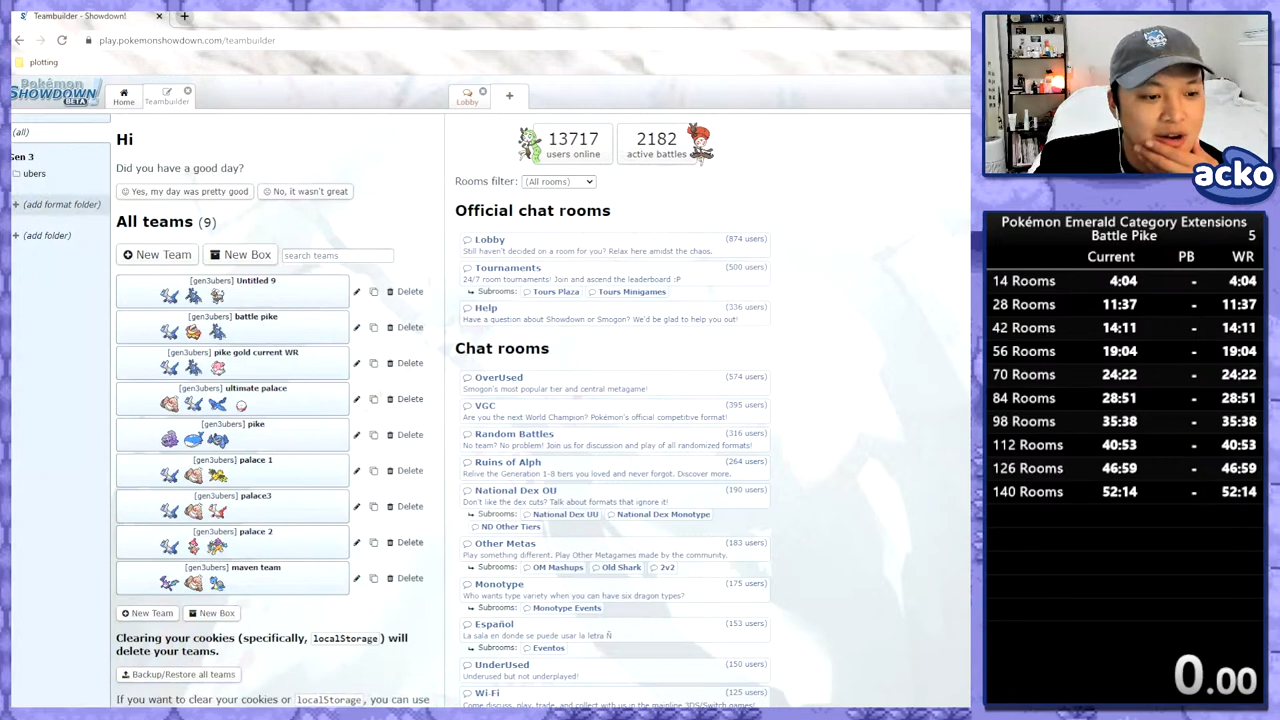 Teambuilder - Showdown!
play.pokemonshowdown.com/teambuilder
plotting
Pokémon
SHOWDOWN!
BETA
Home
Teambuilder
Lobby
(all)
en 3
ubers
(add format folder)
(add folder)
Hi
Did you have a good day?
Yes, my day was pretty good
No, it wasn't great
All teams (9)
New Team
New Box
search teams
[gen3ubers] Untitled 9
Delete
[gen3ubers] battle pike
Delete
[gen3ubers] pike gold current WR
Delete
[gen3ubers] ultimate palace
Delete
[gen3ubers] pike
Delete
[gen3ubers] palace 1
Delete
[gen3ubers] palace3
Delete
[gen3ubers] palace 2
Delete
[gen3ubers] maven team
Delete
New Team
New Box
Clearing your cookies (specifically, localStorage) will
delete your teams.
Backup/Restore all teams
If you want to clear your cookies or localStorage, you can use
13717
users online
2182
active battles
Rooms filter: (All rooms)
Official chat rooms
Lobby (874 users)
Still haven't decided on a room for you? Relax here amidst the chaos.
Tournaments (500 users)
24/7 room tournaments! Join and ascend the leaderboard :P
Subrooms: Tours Plaza Tours Minigames
Help (336 users)
Have a question about Showdown or Smogon? We'd be glad to help you out!
Chat rooms
OverUsed (574 users)
Smogon's most popular tier and central metagame!
VGC (395 users)
Are you the next World Champion? Pokémon's official competitive format!
Random Battles (316 users)
No team? No problem! Join us for discussion and play of all randomized formats!
Ruins of Alph (264 users)
Relive the Generation 1-8 tiers you loved and never forgot. Discover more.
National Dex OU (190 users)
Don't like the dex cuts? Talk about formats that ignore it!
Subrooms: National Dex UU National Dex Monotype
ND Other Tiers
Other Metas (183 users)
Play something different. Play Other Metagames made by the community.
Subrooms: OM Mashups Old Shark 2v2
Monotype (175 users)
Who wants type variety when you can have six dragon types?
Subrooms: Monotype Events
Español (153 users)
La sala en donde se puede usar la letra Ñ
Subrooms: Eventos
UnderUsed (150 users)
Underused but not underplayed!
Wi-Fi (125 users)
Come discuss, play, trade, and collect with us in the mainline 3DS/Switch games!
acko
Pokémon Emerald Category Extensions
Battle Pike 5
Current PB WR
14 Rooms 4:04 - 4:04
28 Rooms 11:37 - 11:37
42 Rooms 14:11 - 14:11
56 Rooms 19:04 - 19:04
70 Rooms 24:22 - 24:22
84 Rooms 28:51 - 28:51
98 Rooms 35:38 - 35:38
112 Rooms 40:53 - 40:53
126 Rooms 46:59 - 46:59
140 Rooms 52:14 - 52:14
0.00